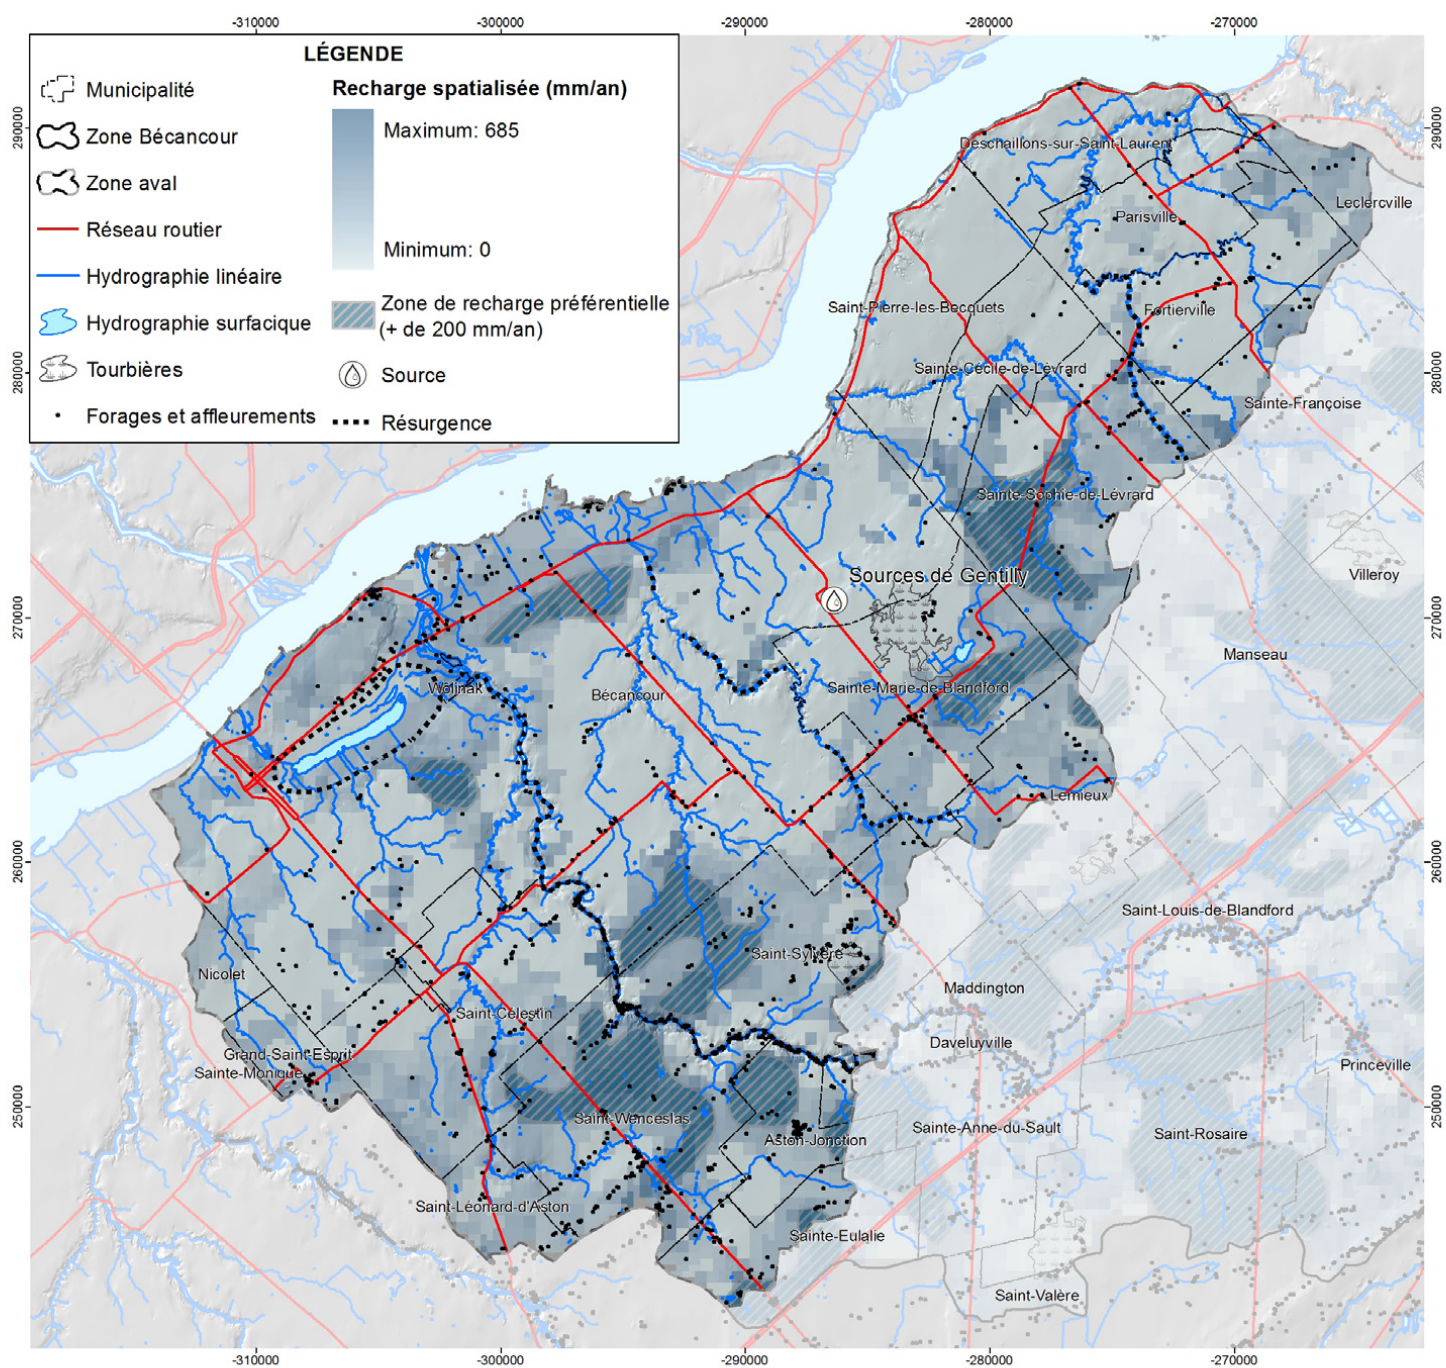 -310000
-300000
-290000
-280000
-270000
LÉGENDE
Municipalité
Zone Bécancour
Zone aval
Réseau routier
Hydrographie linéaire
Hydrographie surfacique
Tourbières
Forages et affleurements
Recharge spatialisée (mm/an)
Maximum: 685
Minimum: 0
Zone de recharge préférentielle
(+ de 200 mm/an)
Source
Résurgence
290000
290000
Deschaillons-sur-Saint-Laurent
Leclercville
Parisville
Saint-Pierre-les-Becquets
Fortierville
280000
280000
Sainte-Cécile-de-Lévrard
Sainte-Françoise
Sainte-Sophie-de-Lévrard
Sources de Gentilly
Villeroy
270000
270000
Manseau
Wôlinak
Bécancour
Sainte-Marie-de-Blandford
Lemieux
260000
260000
Saint-Louis-de-Blandford
Saint-Sylvère
Nicolet
Maddington
Saint-Célestin
Daveluyville
Grand-Saint-Esprit
Sainte-Monique
Princeville
250000
250000
Saint-Wenceslas
Sainte-Anne-du-Sault
Saint-Rosaire
Aston-Jonction
Saint-Léonard-d'Aston
Sainte-Eulalie
Saint-Valère
-310000
-300000
-290000
-280000
-270000